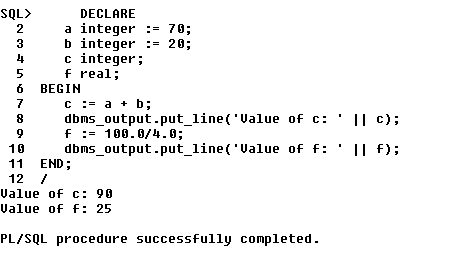 SQL> DECLARE
2 a integer := 70;
3 b integer := 20;
4 c integer;
5 f real;
6 BEGIN
7 c := a + b;
8 dbms_output.put_line('Value of c: ' || c);
9 f := 100.0/4.0;
10 dbms_output.put_line('Value of f: ' || f);
11 END;
12 /
Value of c: 90
Value of f: 25
PL/SQL procedure successfully completed.